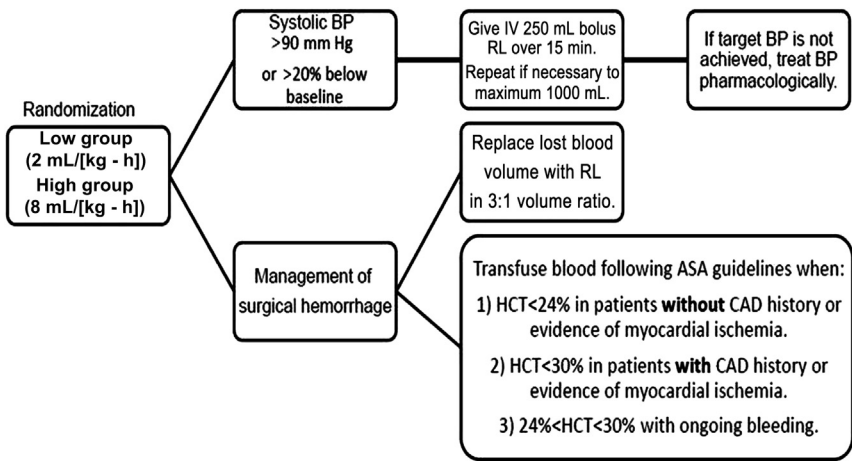 Randomization
Low group
(2 mL/[kg - h])
High group
(8 mL/[kg - h])
Systolic BP
>90 mm Hg
or >20% below
baseline
Give IV 250 mL bolus
RL over 15 min.
Repeat if necessary to
maximum 1000 mL.
If target BP is not
achieved, treat BP
pharmacologically.
Management of
surgical hemorrhage
Replace lost blood
volume with RL
in 3:1 volume ratio.
Transfuse blood following ASA guidelines when:
1) HCT<24% in patients without CAD history or
evidence of myocardial ischemia.
2) HCT<30% in patients with CAD history or
evidence of myocardial ischemia.
3) 24%<HCT<30% with ongoing bleeding.